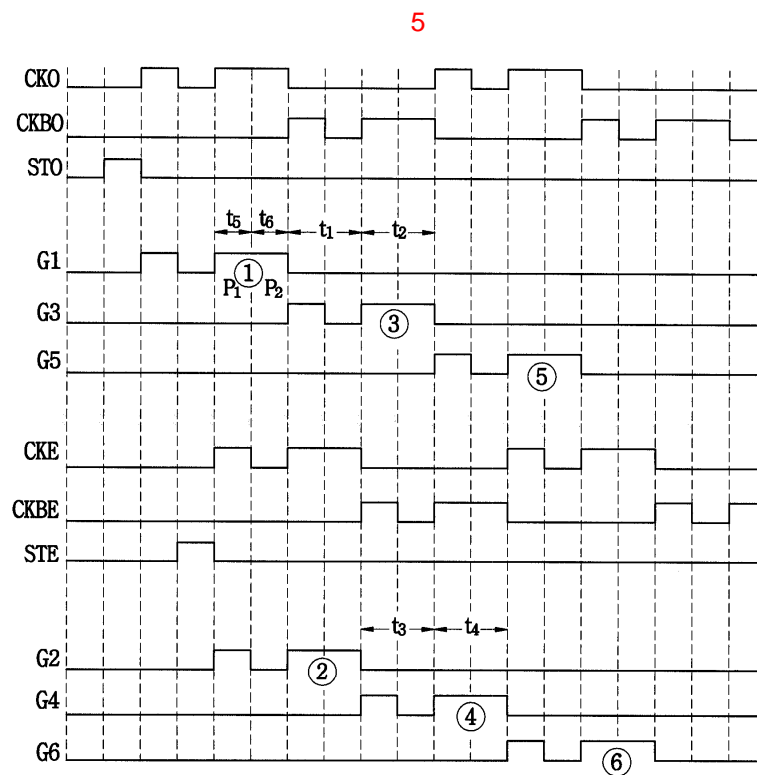 5
CKO
CKBO
STO
t5 t6 t1 t2
G1
①
P1 P2
G3
③
G5
⑤
CKE
CKBE
STE
t3 t4
G2
②
G4
④
G6
⑥